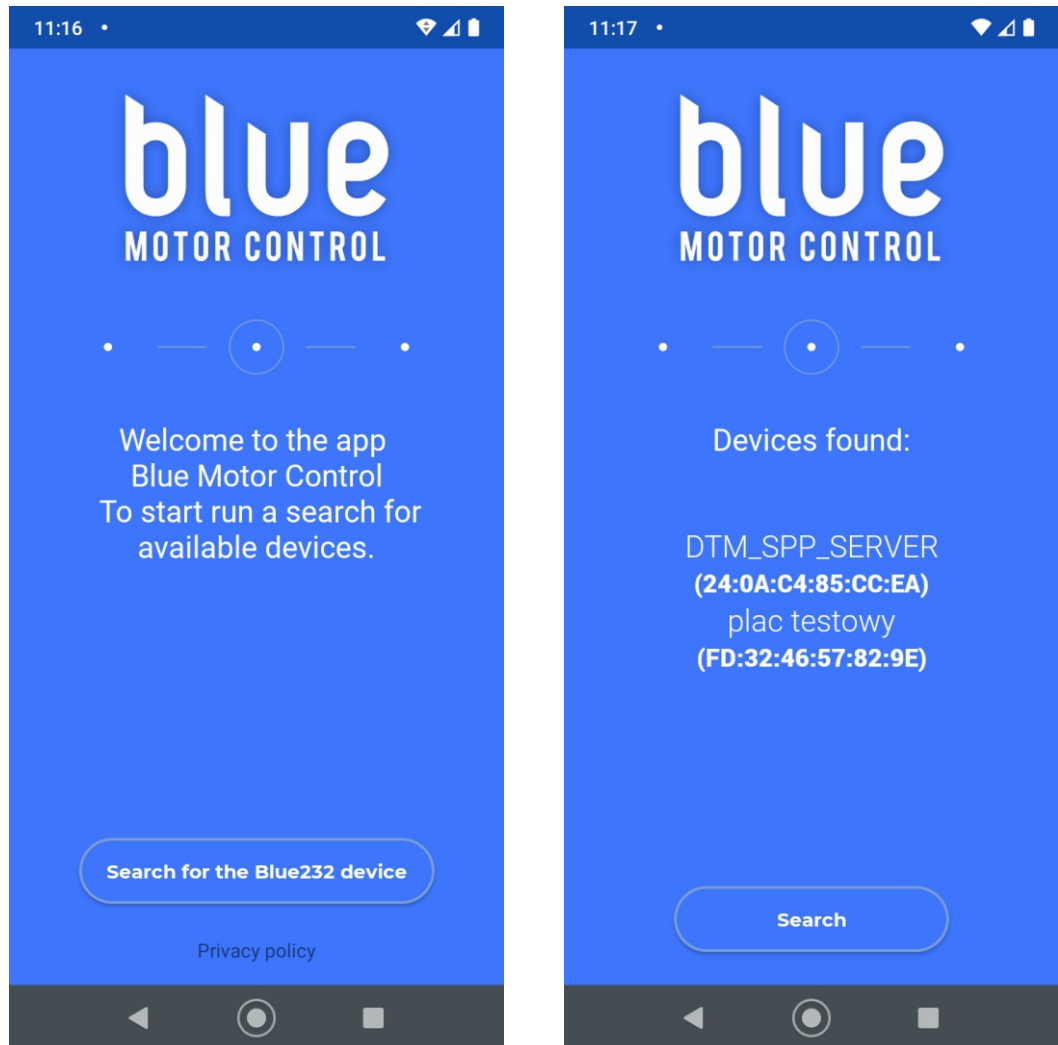 11:16
blue
MOTOR CONTROL
Welcome to the app
Blue Motor Control
To start run a search for
available devices.
Search for the Blue232 device
Privacy policy
11:17
blue
MOTOR CONTROL
Devices found:
DTM_SPP_SERVER
(24:0A:C4:85:CC:EA)
plac testowy
(FD:32:46:57:82:9E)
Search